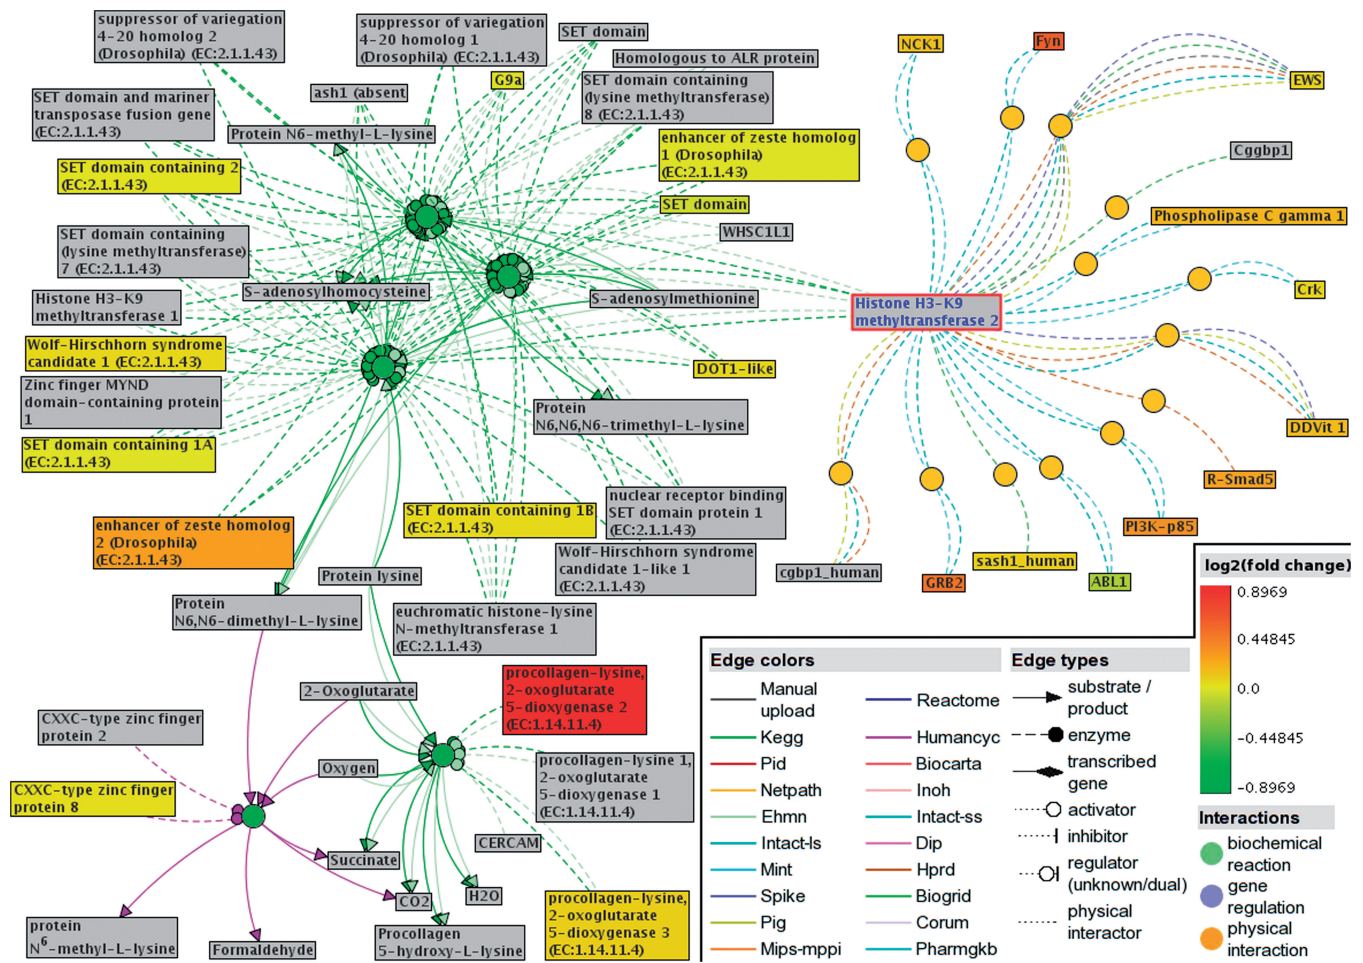 suppressor of variegation
4-20 homolog 2
(Drosophila) (EC:2.1.1.43)
suppressor of variegation
4-20 homolog 1
(Drosophila) (EC:2.1.1.43)
SET domain
Homologous to ALR protein
G9a
SET domain containing
(lysine methyltransferase)
8 (EC:2.1.1.43)
ash1 (absent
SET domain and mariner
transposase fusion gene
(EC:2.1.1.43)
Protein N6-methyl-L-lysine
enhancer of zeste homolog
1 (Drosophila)
(EC:2.1.1.43)
SET domain containing 2
(EC:2.1.1.43)
SET domain
WHSC1L1
SET domain containing
(lysine methyltransferase)
7 (EC:2.1.1.43)
S-adenosylhomocysteine
S-adenosylmethionine
Histone H3-K9
methyltransferase 1
Wolf-Hirschhorn syndrome
candidate 1 (EC:2.1.1.43)
DOT1-like
Zinc finger MYND
domain-containing protein
1
Protein
N6,N6,N6-trimethyl-L-lysine
SET domain containing 1A
(EC:2.1.1.43)
SET domain containing 1B
(EC:2.1.1.43)
nuclear receptor binding
SET domain protein 1
(EC:2.1.1.43)
enhancer of zeste homolog
2 (Drosophila)
(EC:2.1.1.43)
Wolf-Hirschhorn syndrome
candidate 1-like 1
(EC:2.1.1.43)
Protein lysine
Protein
N6,N6-dimethyl-L-lysine
euchromatic histone-lysine
N-methyltransferase 1
(EC:2.1.1.43)
NCK1
Fyn
EWS
Cggbp1
Phospholipase C gamma 1
Crk
Histone H3-K9
methyltransferase 2
DDVit 1
R-Smad5
PI3K-p85
cgbp1_human
GRB2
sash1_human
ABL1
2-Oxoglutarate
procollagen-lysine,
2-oxoglutarate
5-dioxygenase 2
(EC:1.14.11.4)
CXXC-type zinc finger
protein 2
Oxygen
procollagen-lysine 1,
2-oxoglutarate
5-dioxygenase 1
(EC:1.14.11.4)
CXXC-type zinc finger
protein 8
CERCAM
Succinate
CO2
H2O
procollagen-lysine,
2-oxoglutarate
5-dioxygenase 3
(EC:1.14.11.4)
protein
N6-methyl-L-lysine
Formaldehyde
Procollagen
5-hydroxy-L-lysine
Edge colors
Manual
upload
Kegg
Pid
Netpath
Ehmn
Intact-ls
Mint
Spike
Pig
Mips-mppi
Reactome
Humancyc
Biocarta
Inoh
Intact-ss
Dip
Hprd
Biogrid
Corum
Pharmgkb
Edge types
substrate /
product
enzyme
transcribed
gene
activator
inhibitor
regulator
(unknown/dual)
physical
interactor
log2(fold change)
0.8969
0.44845
0.0
-0.44845
-0.8969
Interactions
biochemical
reaction
gene
regulation
physical
interaction